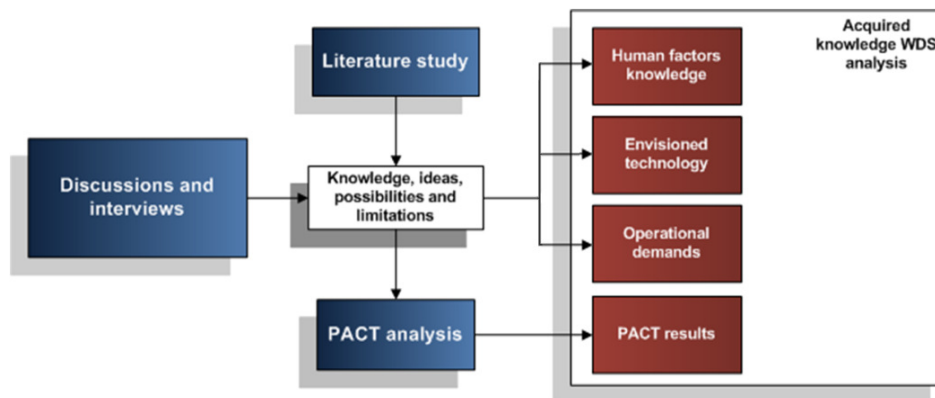 Literature study
Discussions and
interviews
Knowledge, ideas,
possibilities and
limitations
PACT analysis
Acquired
knowledge WDS
analysis
Human factors
knowledge
Envisioned
technology
Operational
demands
PACT results